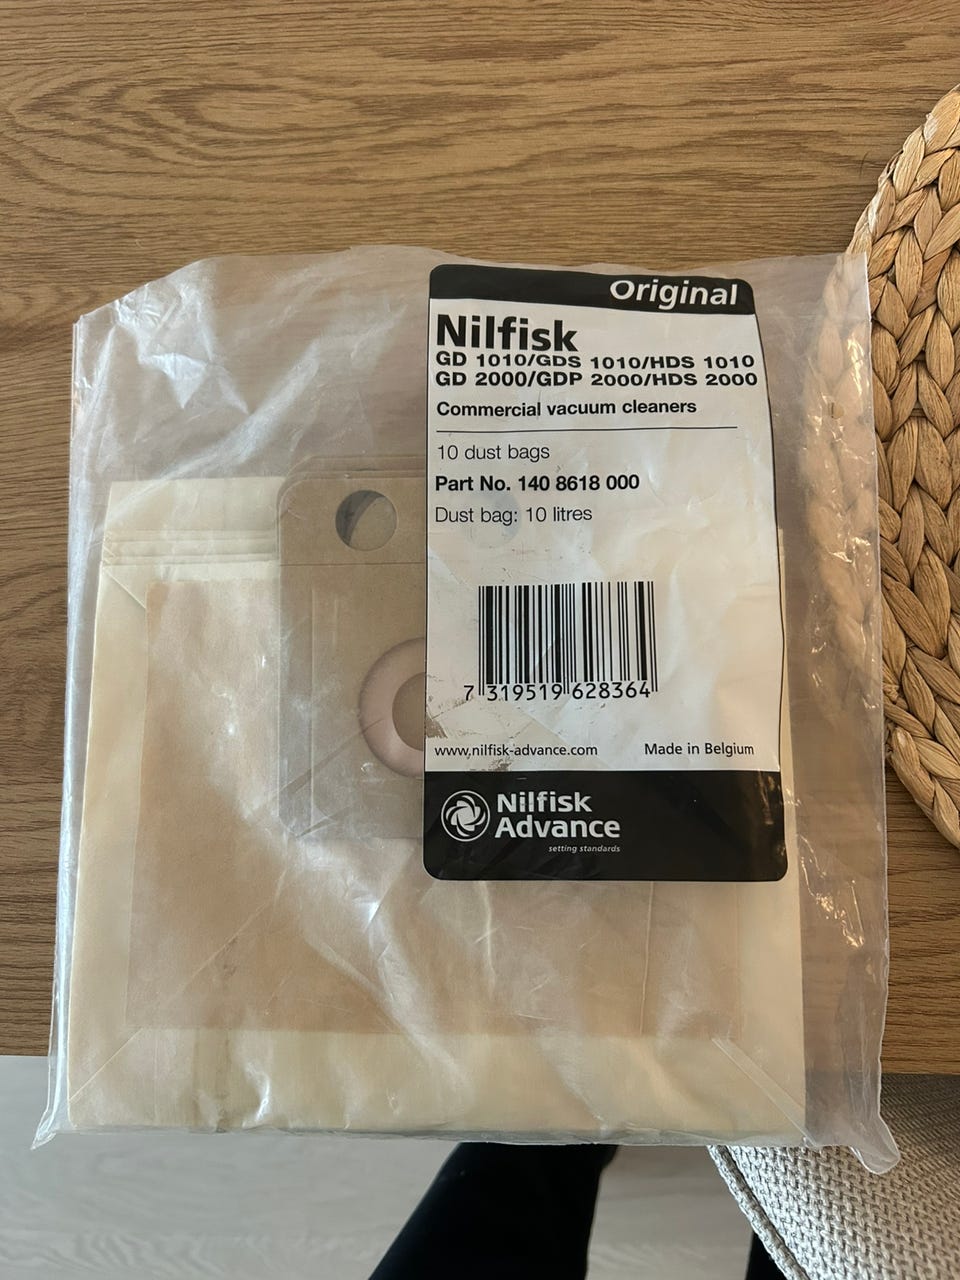 Original
Nilfisk
GD 1010/GDS 1010/HDS 1010
GD 2000/GDP 2000/HDS 2000
Commercial vacuum cleaners
10 dust bags
Part No. 140 8618 000
Dust bag: 10 litres
7 319519 628364
www.nilfisk-advance.com Made in Belgium
Nilfisk
Advance
setting standards